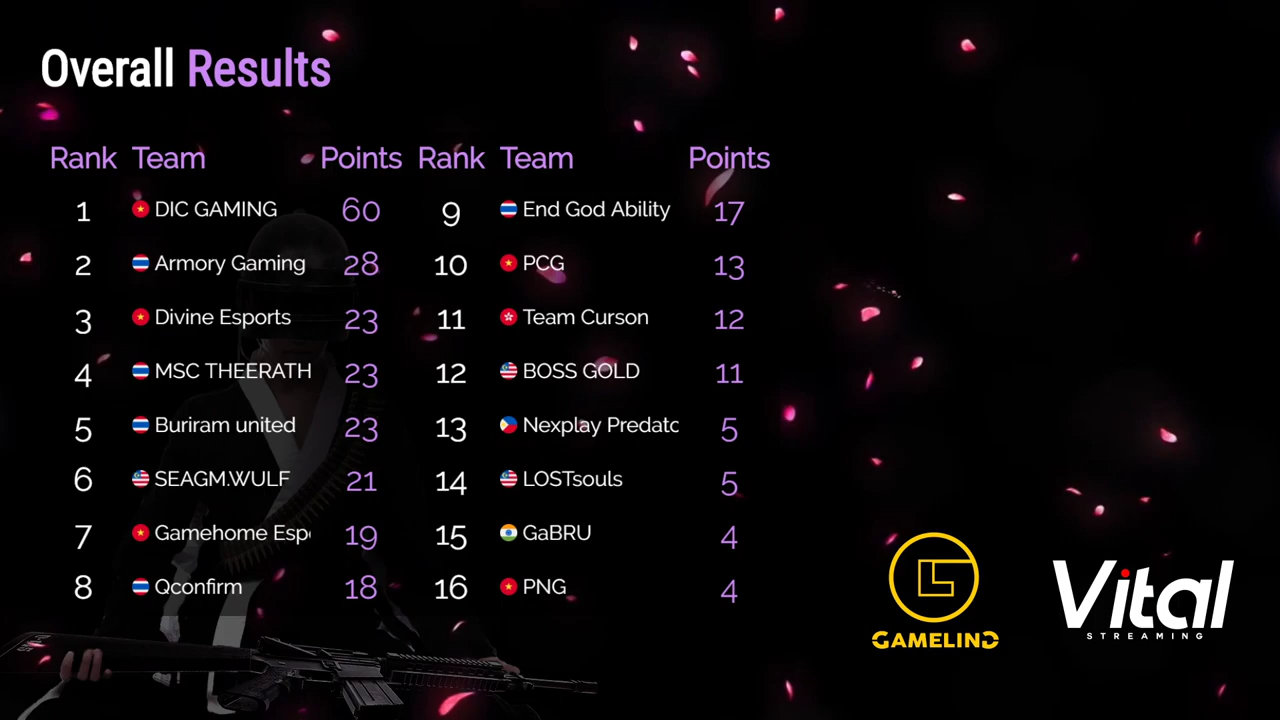 Overall Results
Rank Team Points Rank Team Points
1 DIC GAMING 60 9 End God Ability 17
2 Armory Gaming 28 10 PCG 13
3 Divine Esports 23 11 Team Curson 12
4 MSC THEERATH 23 12 BOSS GOLD 11
5 Buriram united 23 13 Nexplay Predato 5
6 SEAGM.WULF 21 14 LOSTsouls 5
7 Gamehome Espo 19 15 GaBRU 4
8 Qconfirm 18 16 PNG 4
GAMELIND
Vital
STREAMING